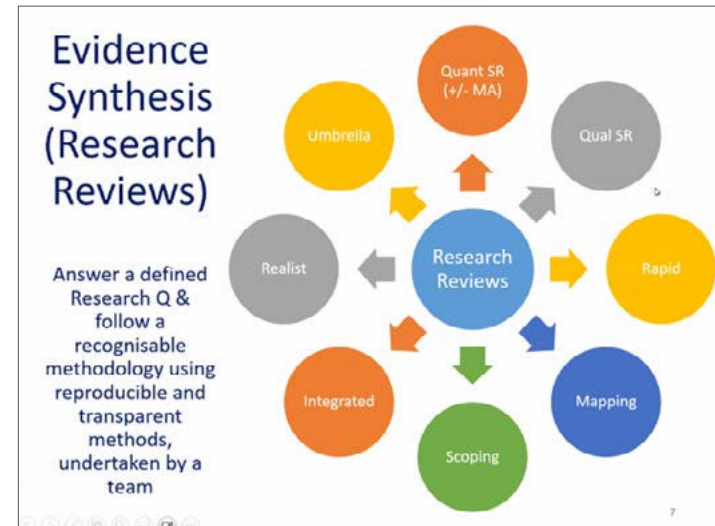 Evidence
Synthesis
(Research
Reviews)
Answer a defined
Research Q &
follow a
recognisable
methodology using
reproducible and
transparent
methods,
undertaken by a
team
Quant SR
(+/- MA)
Qual SR
Rapid
Mapping
Scoping
Integrated
Realist
Umbrella
Research
Reviews
7